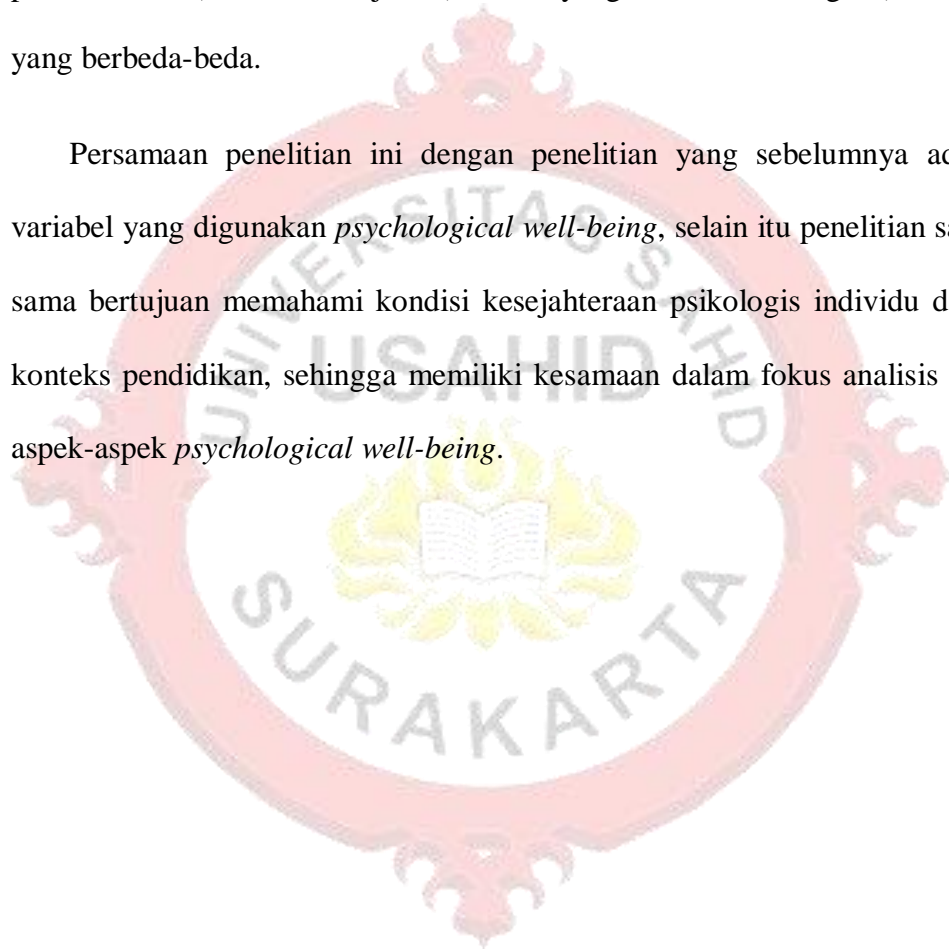 yang berbeda-beda.
Persamaan penelitian ini dengan penelitian yang sebelumnya
variabel yang digunakan psychological well-being, selain itu penelitian
sama bertujuan memahami kondisi kesejahteraan psikologis individu
konteks pendidikan, sehingga memiliki kesamaan dalam fokus analisis
aspek-aspek psychological well-being.
UNIVERSITAS SAHID
USAHID
SURAKARTA